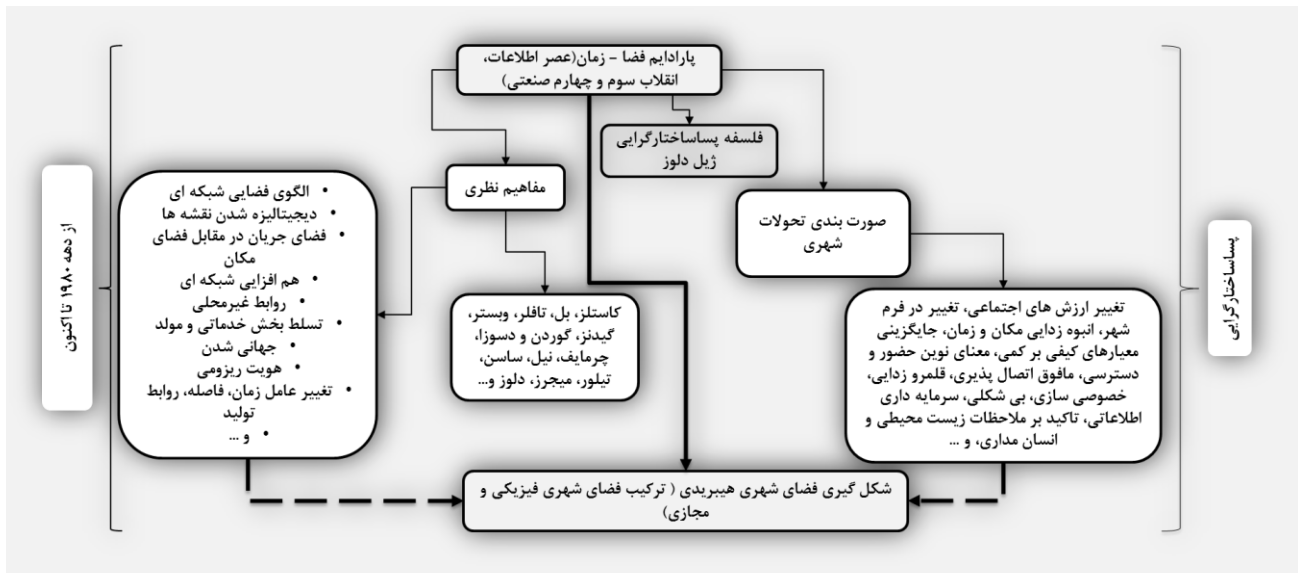 پارادایم فضا - زمان(عصر اطلاعات،
انقلاب سوم و چهارم صنعتی)
فلسفه پساساختارگرایی
ژیل دلوز
مفاهیم نظری
صورت بندی تحولات
شهری
پساساختارگرایی
از دهه ۱۹۸۰ تا اکنون
• الگوی فضایی شبکه ای
• دیجیتالیزه شدن نقشه ها
• فضای جریان در مقابل فضای
مکان
• هم افزایی شبکه ای
• روابط غیرمحلی
• تسلط بخش خدماتی و مولد
• جهانی شدن
• هویت ریزومی
• تغییر عامل زمان، فاصله، روابط
تولید
• و ...
کاستلز، بل، تافلر، وبستر،
گیدنز، گوردن و دسوزا،
چرمایف، نیل، ساسن،
تیلور، میجرز، دلوز و...
تغییر ارزش های اجتماعی، تغییر در فرم
شهر، انبوه زدایی مکان و زمان، جایگزینی
معیارهای کیفی بر کمی، معنای نوین حضور و
دسترسی، مافوق اتصال پذیری، قلمرو زدایی،
خصوصی سازی، بی شکلی، سرمایه داری
اطلاعاتی، تاکید بر ملاحظات زیست محیطی و
انسان مداری، و ...
شکل گیری فضای شهری هیبریدی ( ترکیب فضای شهری فیزیکی و
مجازی)